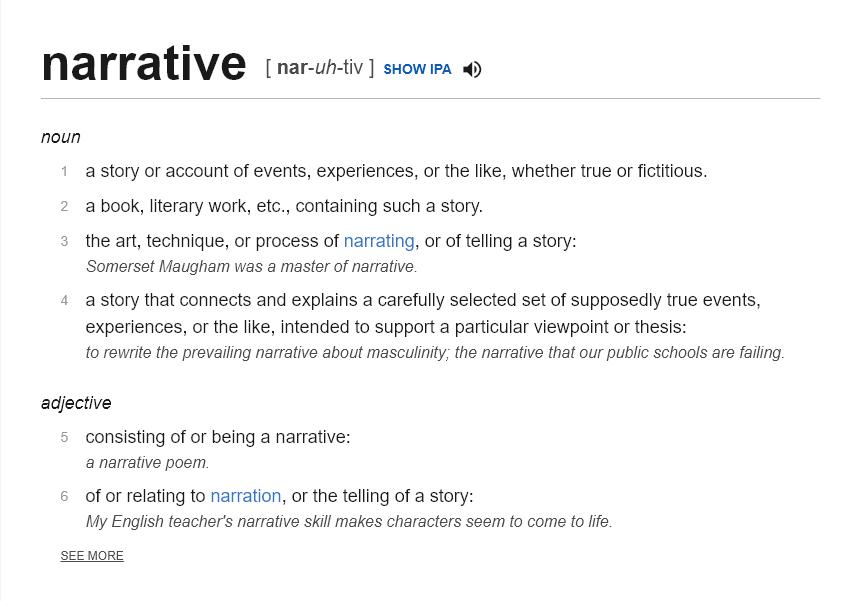 narrative [ nar-uh-tiv ] SHOW IPA
noun
1 a story or account of events, experiences, or the like, whether true or fictitious.
2 a book, literary work, etc., containing such a story.
3 the art, technique, or process of narrating, or of telling a story:
Somerset Maugham was a master of narrative.
4 a story that connects and explains a carefully selected set of supposedly true events,
experiences, or the like, intended to support a particular viewpoint or thesis:
to rewrite the prevailing narrative about masculinity; the narrative that our public schools are failing.
adjective
5 consisting of or being a narrative:
a narrative poem.
6 of or relating to narration, or the telling of a story:
My English teacher's narrative skill makes characters seem to come to life.
SEE MORE